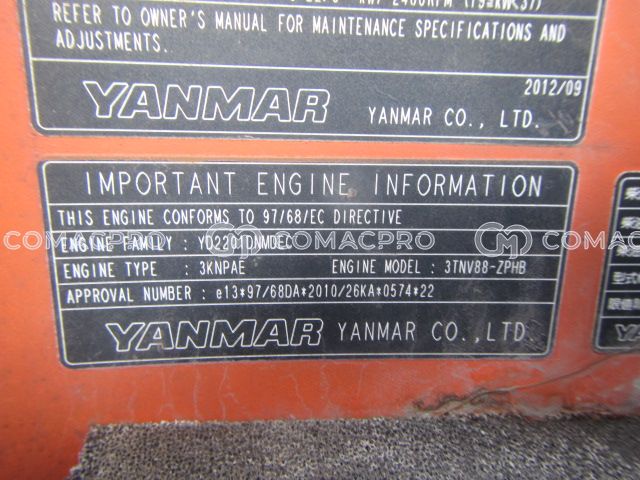 REFER TO OWNER'S MANUAL FOR MAINTENANCE SPECIFICATIONS AND
ADJUSTMENTS.
2012/09
YANMAR YANMAR CO., LTD.
IMPORTANT ENGINE INFORMATION
THIS ENGINE CONFORMS TO 97/68/EC DIRECTIVE
ENGINE FAMILY :
COMACPRO COMACPRO COMACPRO
ENGINE TYPE : 3KNPAE ENGINE MODEL : 3TNV88-ZPHB
APPROVAL NUMBER : e13*97/68DA*2010/26KA*0574*22
YANMAR YANMAR CO., LTD.